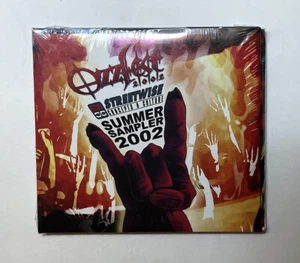 OZZFEST
2002
STREETWISE
SUMMER
SAMPLER
2002